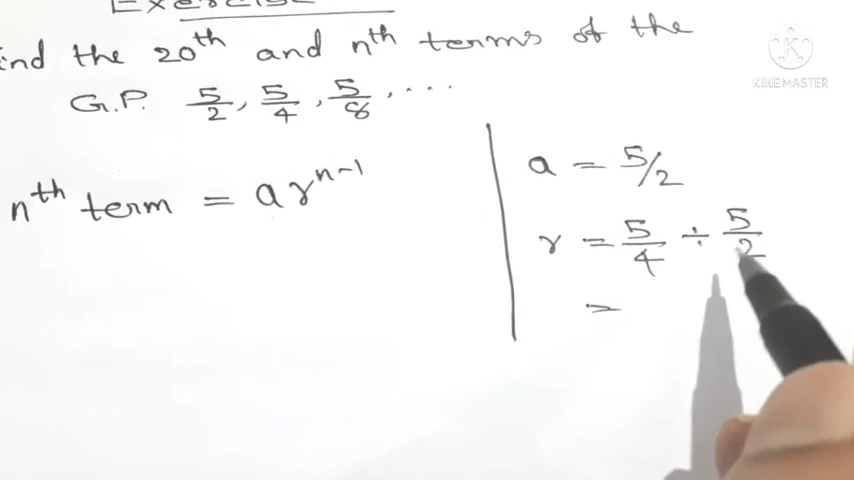 Exercise
ind the 20th and nth terms of the
G.P. 5/2, 5/4, 5/8, ....
nth term = ar^n-1
a = 5/2
r = 5/4 ÷ 5/2
=
K
KINEMASTER